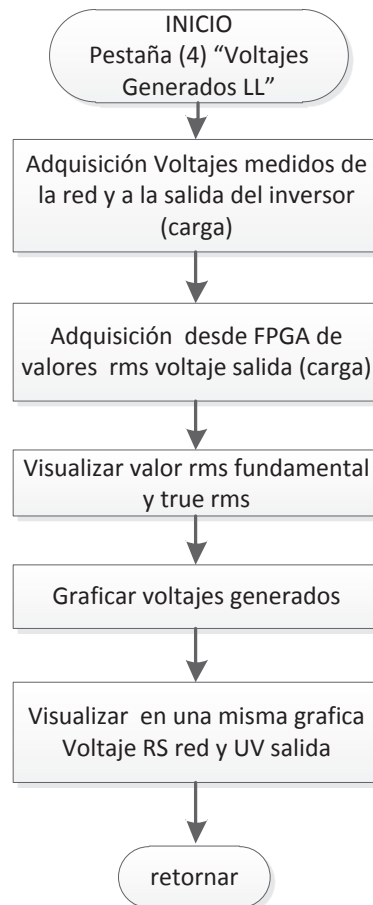 INICIO
Pestaña (4) “Voltajes
Generados LL”
Adquisición Voltajes medidos de
la red y a la salida del inversor
(carga)
Adquisición desde FPGA de
valores rms voltaje salida (carga)
Visualizar valor rms fundamental
y true rms
Graficar voltajes generados
Visualizar en una misma grafica
Voltaje RS red y UV salida
retornar